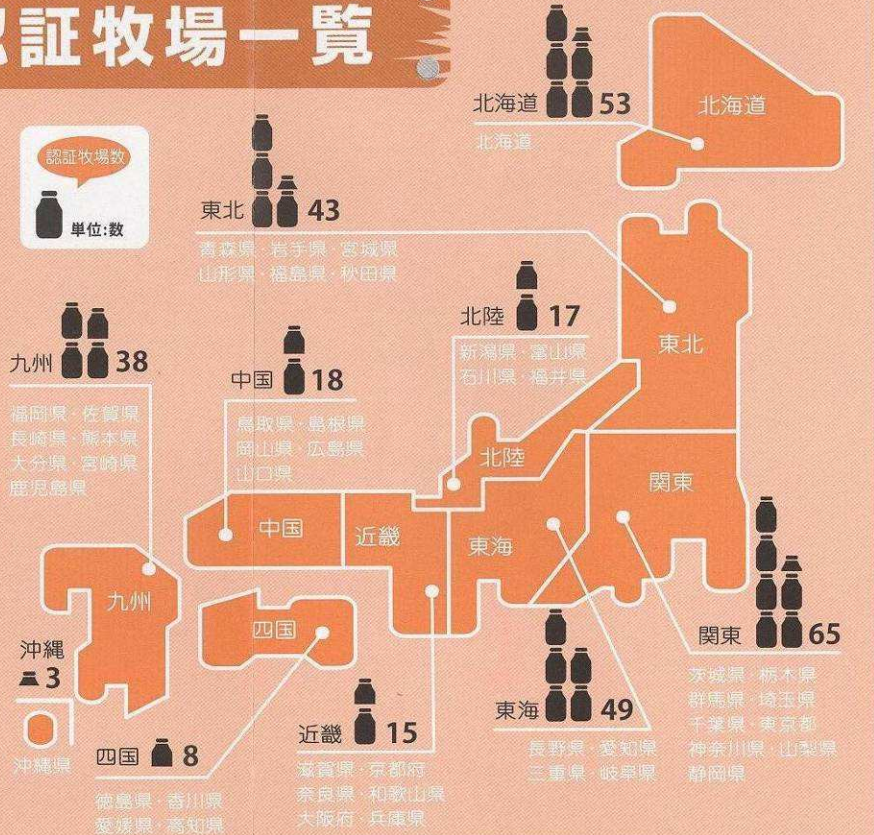 認証牧場一覧
認証牧場数
単位:数
北海道 53
北海道
北海道
東北 43
青森県・岩手県・宮城県
山形県・福島県・秋田県
東北
北陸 17
新潟県・富山県
石川県・福井県
北陸
九州 38
福岡県・佐賀県
長崎県・熊本県
大分県・宮崎県
鹿児島県
九州
中国 18
鳥取県・島根県
岡山県・広島県
山口県
中国
近畿
東海
関東
四国
沖縄
3
沖縄県
四国 8
徳島県・香川県
愛媛県・高知県
近畿 15
滋賀県・京都府
奈良県・和歌山県
大阪府・兵庫県
東海 49
長野県・愛知県
三重県・岐阜県
関東 65
茨城県・栃木県
群馬県・埼玉県
千葉県・東京都
神奈川県・山梨県
静岡県